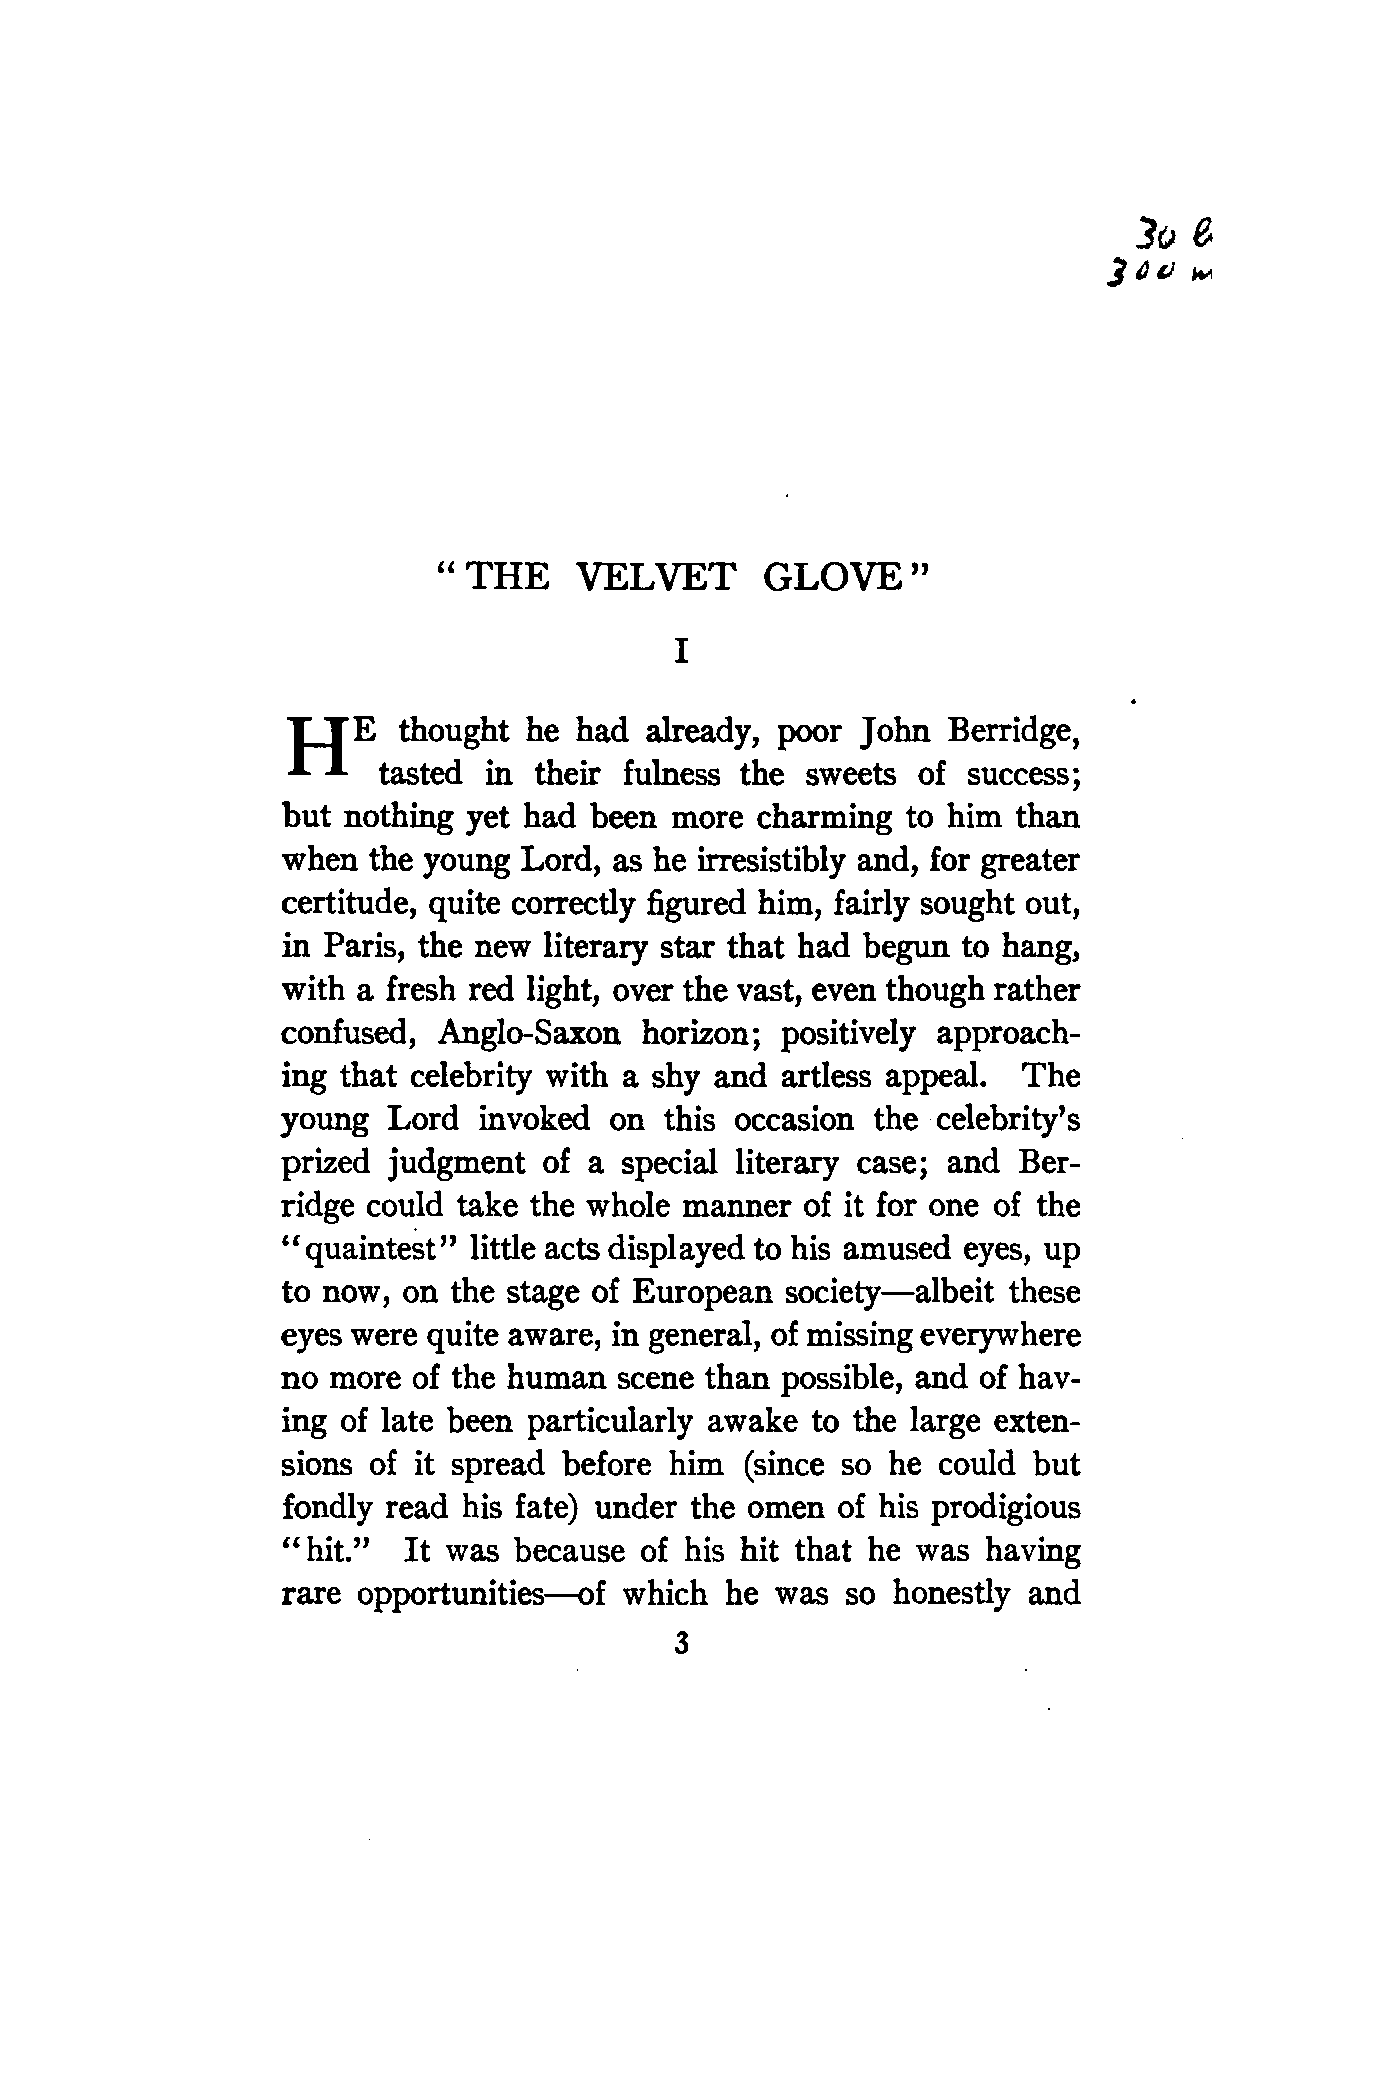 30 
300 m
“THE VELVET GLOVE”
I
HE thought he had already, poor John Berridge,
tasted in their fulness the sweets of success;
but nothing yet had been more charming to him than
when the young Lord, as he irresistibly and, for greater
certitude, quite correctly figured him, fairly sought out,
in Paris, the new literary star that had begun to hang,
with a fresh red light, over the vast, even though rather
confused, Anglo-Saxon horizon; positively approach-
ing that celebrity with a shy and artless appeal. The
young Lord invoked on this occasion the celebrity’s
prized judgment of a special literary case; and Ber-
ridge could take the whole manner of it for one of the
“quaintest” little acts displayed to his amused eyes, up
to now, on the stage of European society—albeit these
eyes were quite aware, in general, of missing everywhere
no more of the human scene than possible, and of hav-
ing of late been particularly awake to the large exten-
sions of it spread before him (since so he could but
fondly read his fate) under the omen of his prodigious
“hit.” It was because of his hit that he was having
rare opportunities—of which he was so honestly and
3